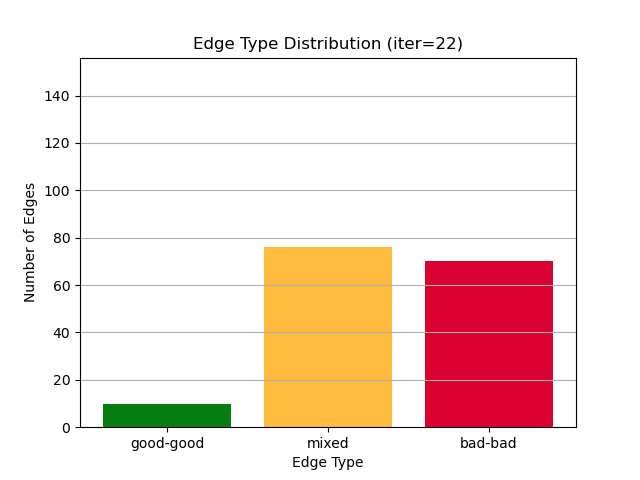 Edge Type Distribution (iter=22)
140
120
100
80
60
40
20
0
Number of Edges
good-good mixed bad-bad
Edge Type